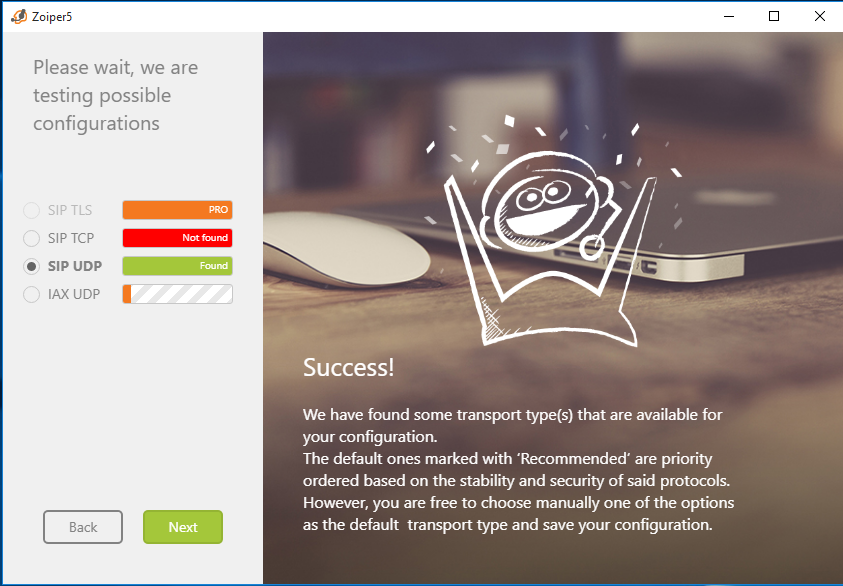 Zoiper5
Please wait, we are
testing possible
configurations
SIP TLS PRO
SIP TCP Not found
SIP UDP Found
IAX UDP
Success!
We have found some transport type(s) that are available for
your configuration.
The default ones marked with 'Recommended' are priority
ordered based on the stability and security of said protocols.
However, you are free to choose manually one of the options
as the default  transport type and save your configuration.
Back Next